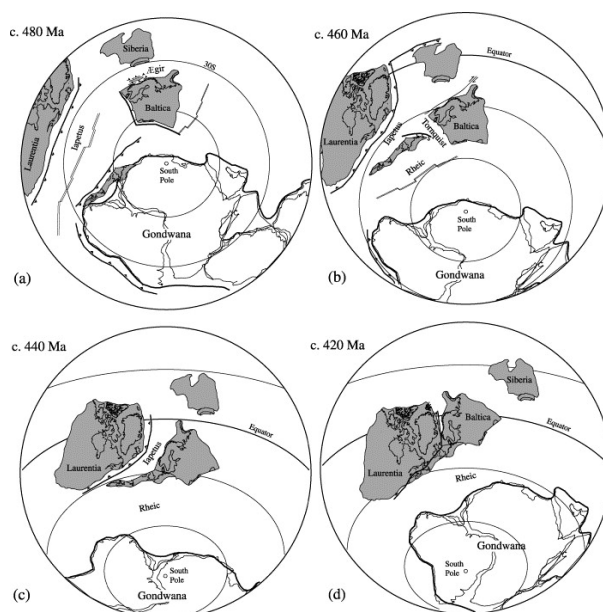 c. 480 Ma
Siberia
30S
Ægir
Baltica
Iapetus
Laurentia
South
Pole
Gondwana
(a)
c. 460 Ma
Equator
Laurentia
Iapetus
Tornquist
Baltica
Rheic
South
Pole
Gondwana
(b)
c. 440 Ma
Equator
Laurentia
Iapetus
Rheic
South
Pole
Gondwana
(c)
c. 420 Ma
Siberia
Baltica
Equator
Laurentia
Rheic
Gondwana
South
Pole
(d)